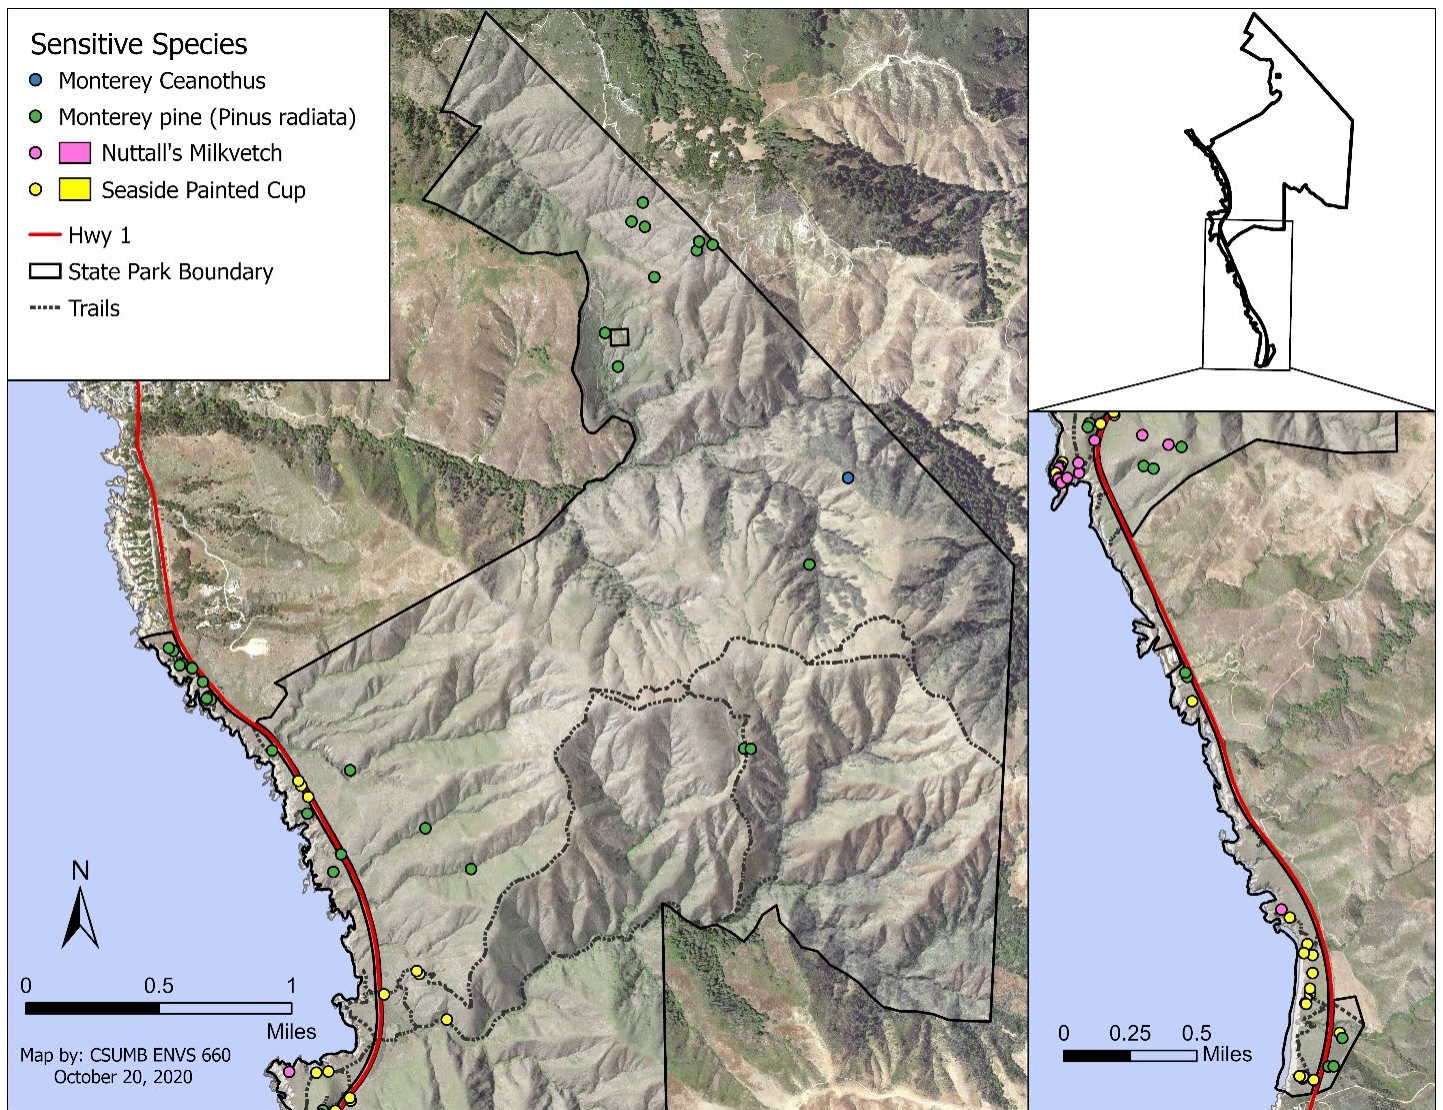 Sensitive Species
Monterey Ceanothus
Monterey pine (Pinus radiata)
Nuttall's Milkvetch
Seaside Painted Cup
Hwy 1
State Park Boundary
Trails
N
0 0.5 1
Miles
Map by: CSUMB ENVS 660
October 20, 2020
0 0.25 0.5
Miles